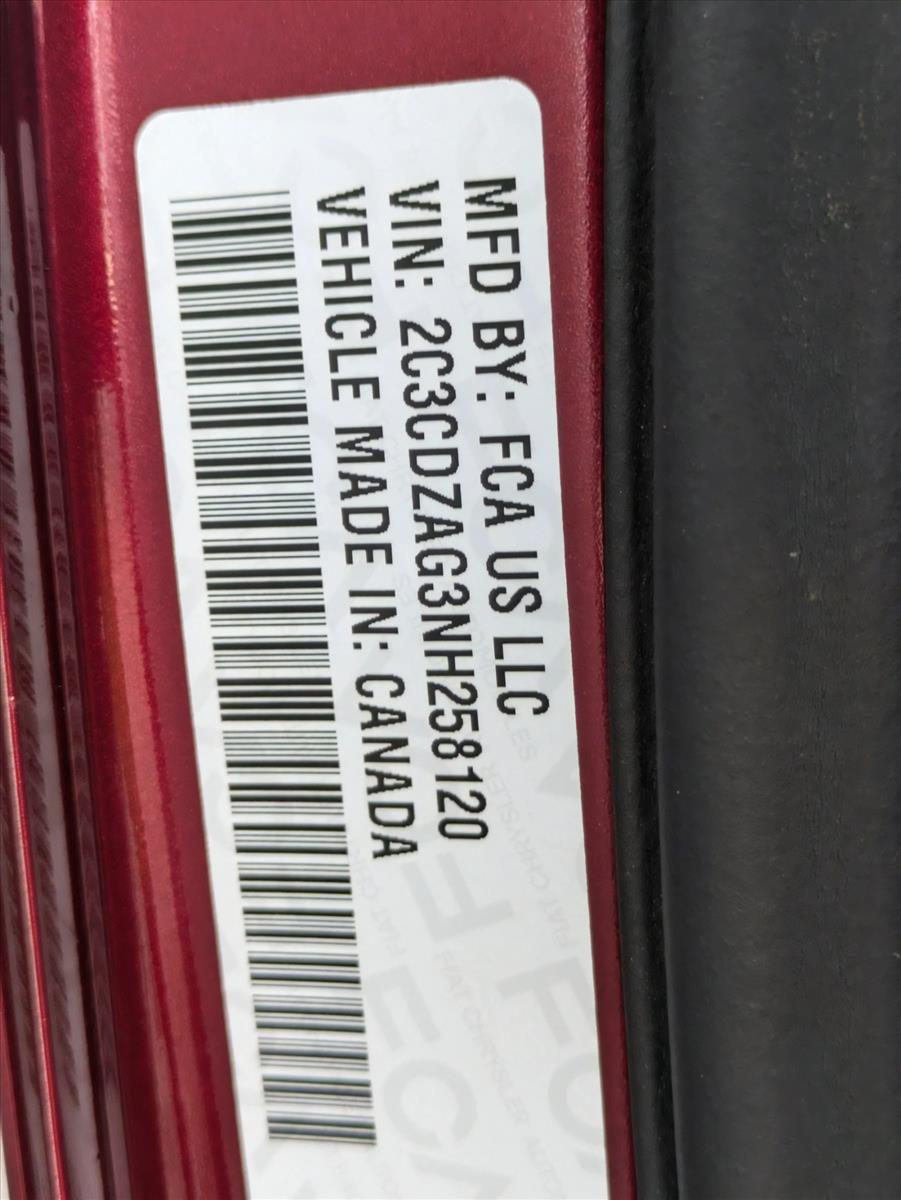 MFD BY: FCA US LLC
VIN: 2C3CDZAG3NH258120
VEHICLE MADE IN: CANADA